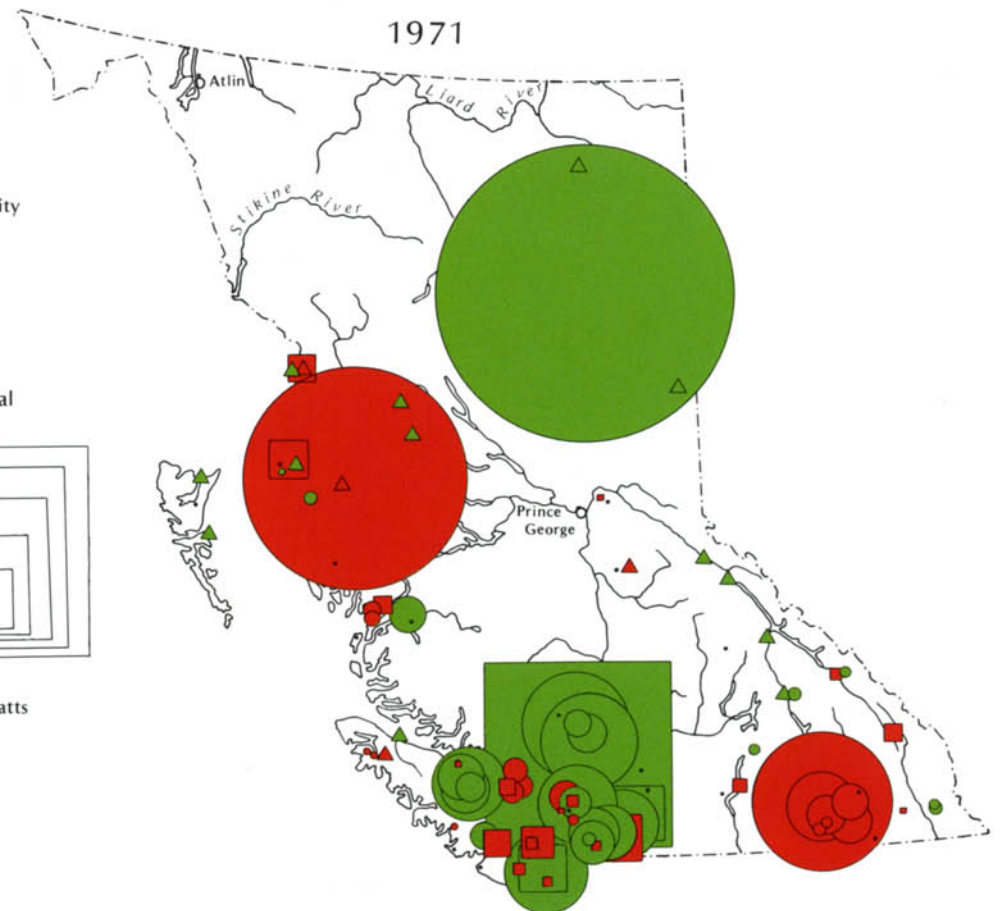 1971
Atlin
Liard River
ity
Stikine River
al
Prince
George
atts